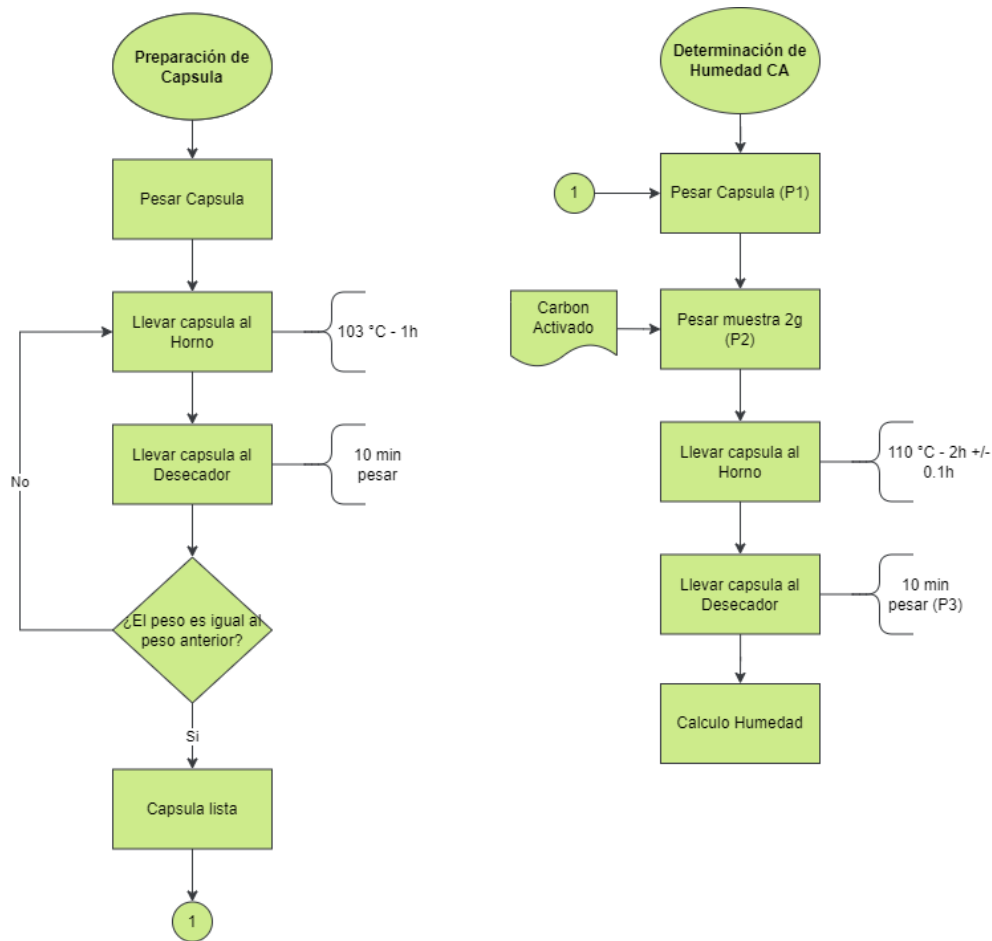 Preparación de
Capsula
Pesar Capsula
Llevar capsula al
Horno
103 °C - 1h
Llevar capsula al
Desecador
10 min
pesar
No
¿El peso es igual al
peso anterior?
Si
Capsula lista
1
Determinación de
Humedad CA
1
Pesar Capsula (P1)
Carbon
Activado
Pesar muestra 2g
(P2)
Llevar capsula al
Horno
110 °C - 2h +/-
0.1h
Llevar capsula al
Desecador
10 min
pesar (P3)
Calculo Humedad